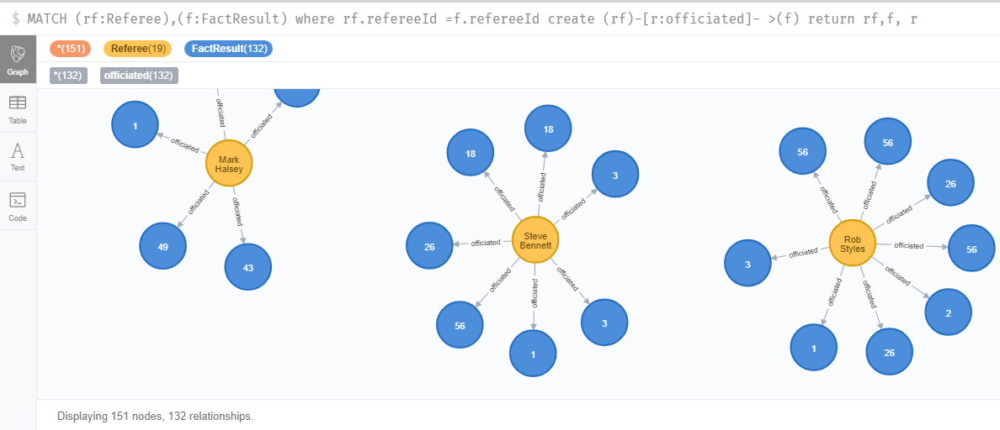 $ MATCH (rf:Referee),(f:FactResult) where rf.refereeId =f.refereeId create (rf)-[r:officiated]- >(f) return rf,f, r
Graph
Table
Text
Code
*(151) Referee(19) FactResult(132)
*(132) officiated(132)
officiated
officiated
1
officiated
Mark
Halsey
officiated
officiated
49
43
18
18
3
officiated
officiated
officiated
26
officiated
Steve
Bennett
officiated
officiated
officiated
56
1
3
56
56
26
officiated
officiated
officiated
56
officiated
Rob
Styles
officiated
3
officiated
officiated
officiated
2
1
26
Displaying 151 nodes, 132 relationships.